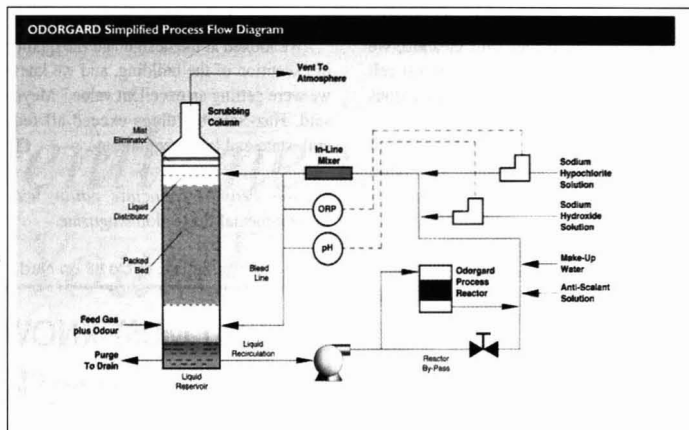 ODORGARD Simplified Process Flow Diagram
Vent To
Atmosphere
Scrubbing
Column
Mist
Eliminator
In-Line
Mixer
Sodium
Hypochlorite
Solution
Liquid
Distributor
ORP
Sodium
Hydroxide
Solution
pH
Packed
Bed
Bleed
Line
Odorgard
Process
Reactor
Make-Up
Water
Anti-Scalant
Solution
Feed Gas
plus Odour
Purge
To Drain
Liquid
Recirculation
Liquid
Reservoir
Reactor
By-Pass